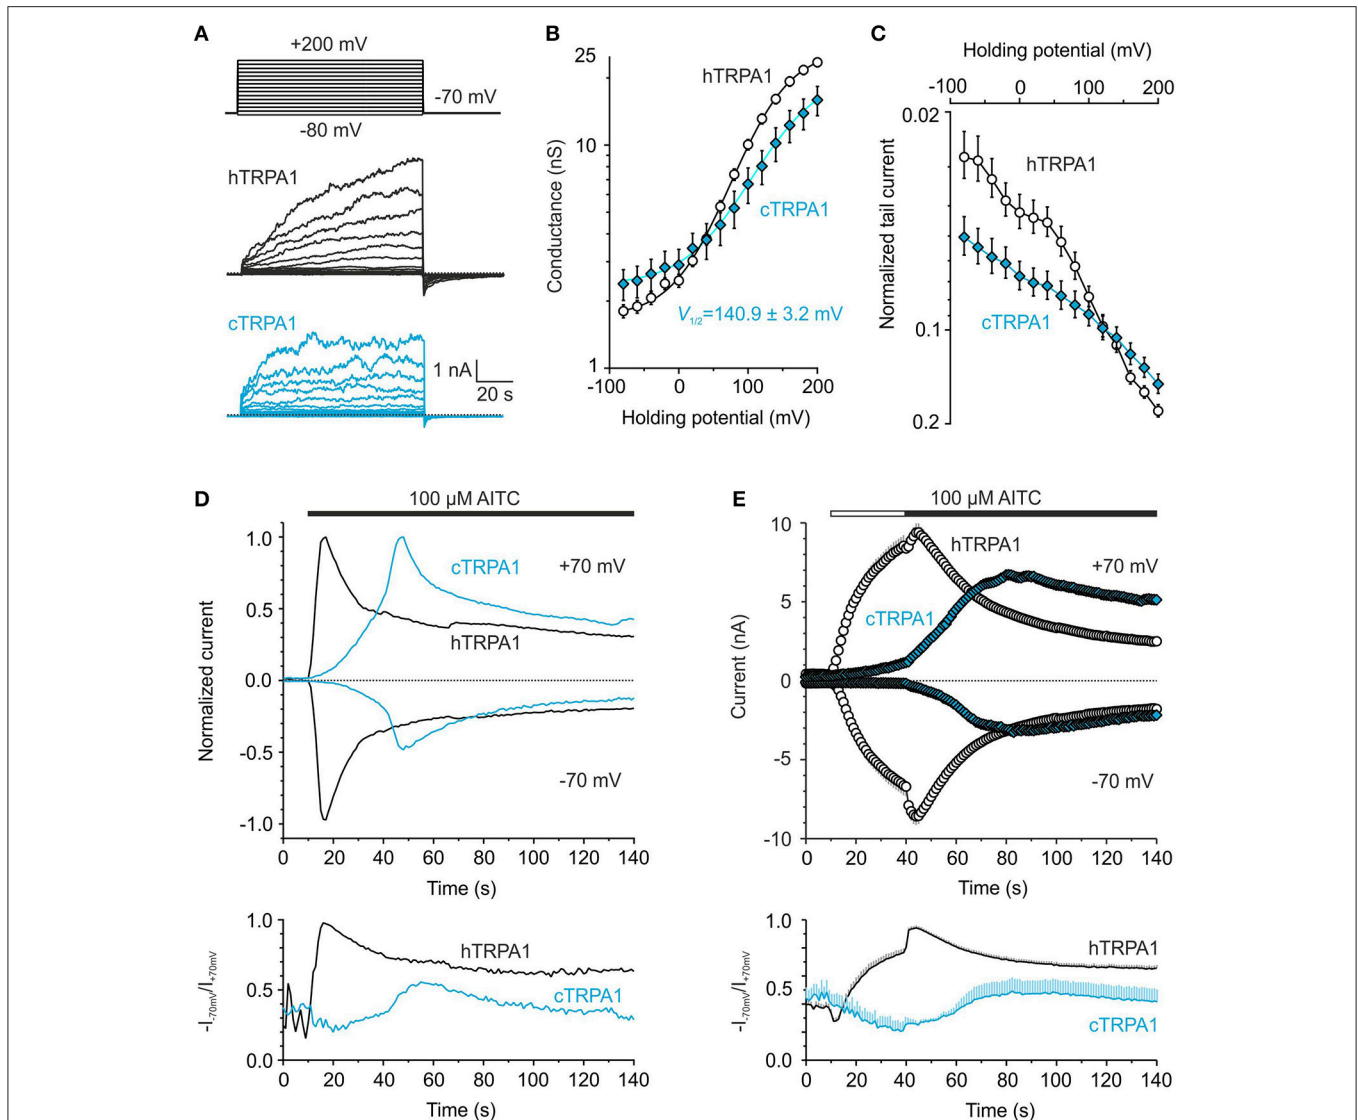 A
+200 mV
-70 mV
-80 mV
hTRPA1
cTRPA1
1 nA
20 s
B
25
10
1
Conductance (nS)
hTRPA1
cTRPA1
V1/2=140.9 ± 3.2 mV
-100 0 100 200
Holding potential (mV)
C
Holding potential (mV)
-100 0 100 200
0.02
0.1
0.2
Normalized tail current
hTRPA1
cTRPA1
D
100 µM AITC
1.0
0.5
0.0
-0.5
-1.0
Normalized current
cTRPA1
+70 mV
hTRPA1
-70 mV
0 20 40 60 80 100 120 140
Time (s)
1.0
0.5
0.0
-I-70mV/I+70mV
hTRPA1
cTRPA1
0 20 40 60 80 100 120 140
Time (s)
E
100 µM AITC
10
5
0
-5
-10
Current (nA)
hTRPA1
+70 mV
cTRPA1
-70 mV
0 20 40 60 80 100 120 140
Time (s)
1.0
0.5
0.0
-I-70mV/I+70mV
hTRPA1
cTRPA1
0 20 40 60 80 100 120 140
Time (s)